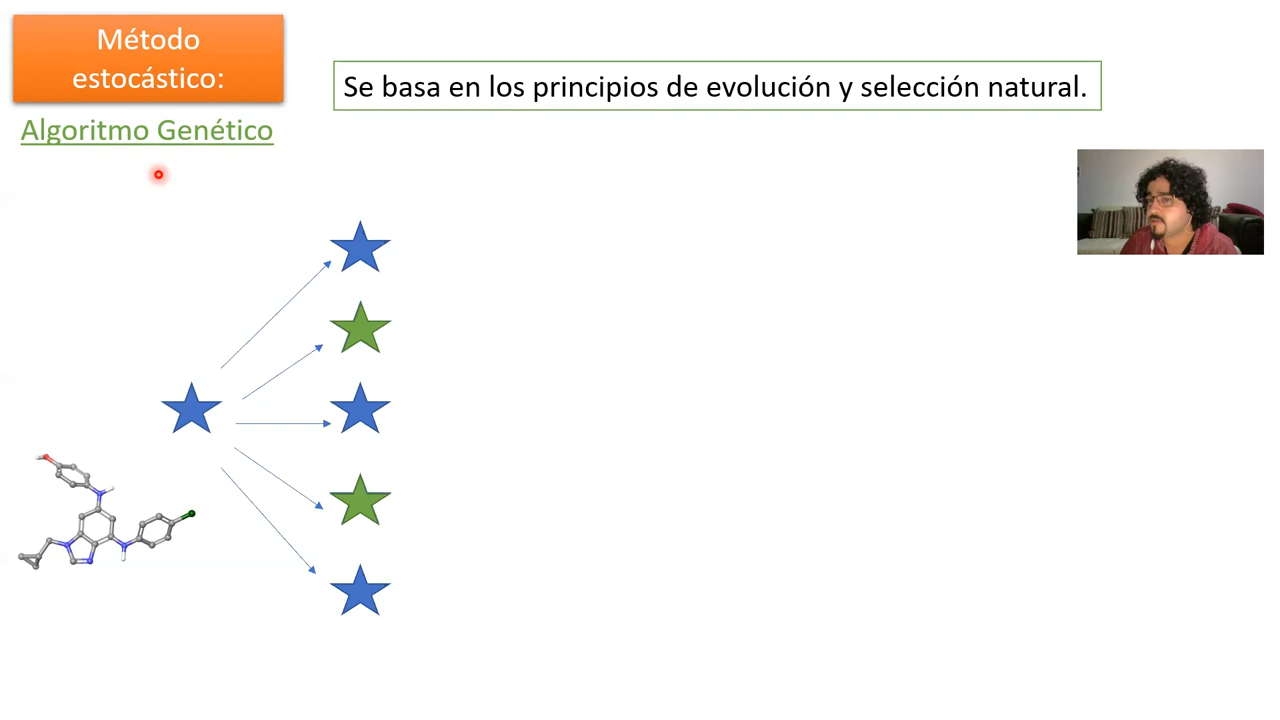 Método
estocástico:
Algoritmo Genético
Se basa en los principios de evolución y selección natural.